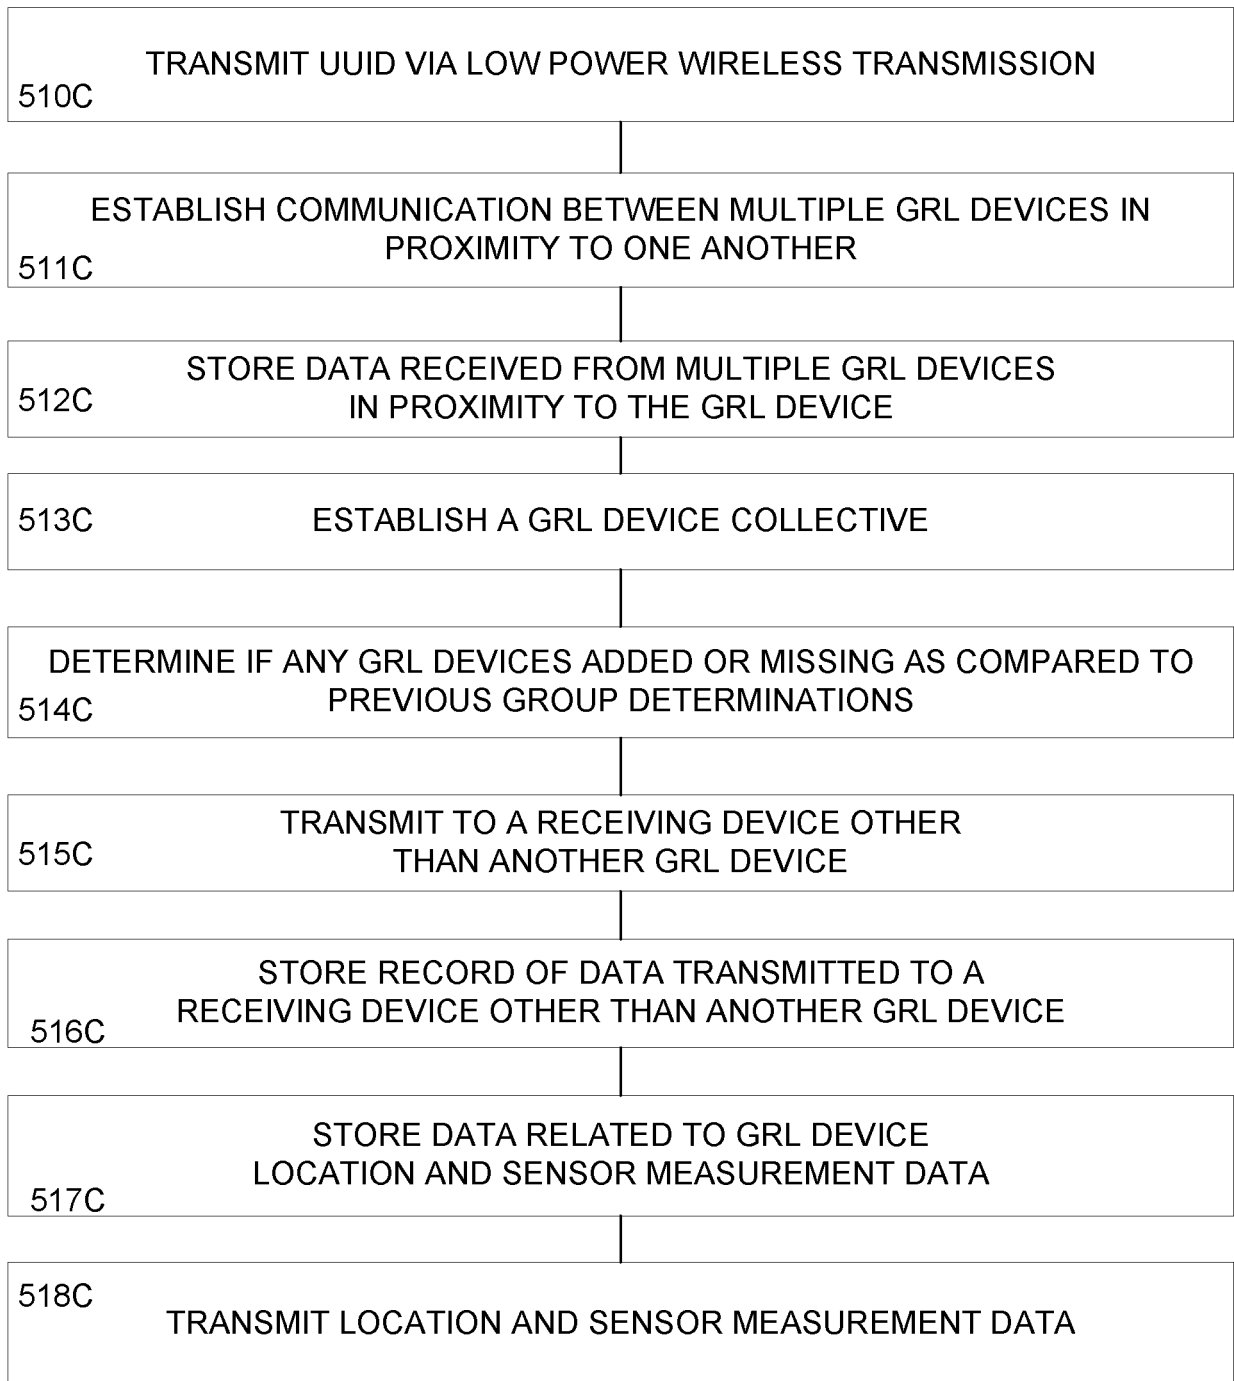 TRANSMIT UUID VIA LOW POWER WIRELESS TRANSMISSION
510C
ESTABLISH COMMUNICATION BETWEEN MULTIPLE GRL DEVICES IN
PROXIMITY TO ONE ANOTHER
511C
STORE DATA RECEIVED FROM MULTIPLE GRL DEVICES
IN PROXIMITY TO THE GRL DEVICE
512C
513C
ESTABLISH A GRL DEVICE COLLECTIVE
DETERMINE IF ANY GRL DEVICES ADDED OR MISSING AS COMPARED TO
PREVIOUS GROUP DETERMINATIONS
514C
TRANSMIT TO A RECEIVING DEVICE OTHER
THAN ANOTHER GRL DEVICE
515C
STORE RECORD OF DATA TRANSMITTED TO A
RECEIVING DEVICE OTHER THAN ANOTHER GRL DEVICE
516C
STORE DATA RELATED TO GRL DEVICE
LOCATION AND SENSOR MEASUREMENT DATA
517C
518C
TRANSMIT LOCATION AND SENSOR MEASUREMENT DATA